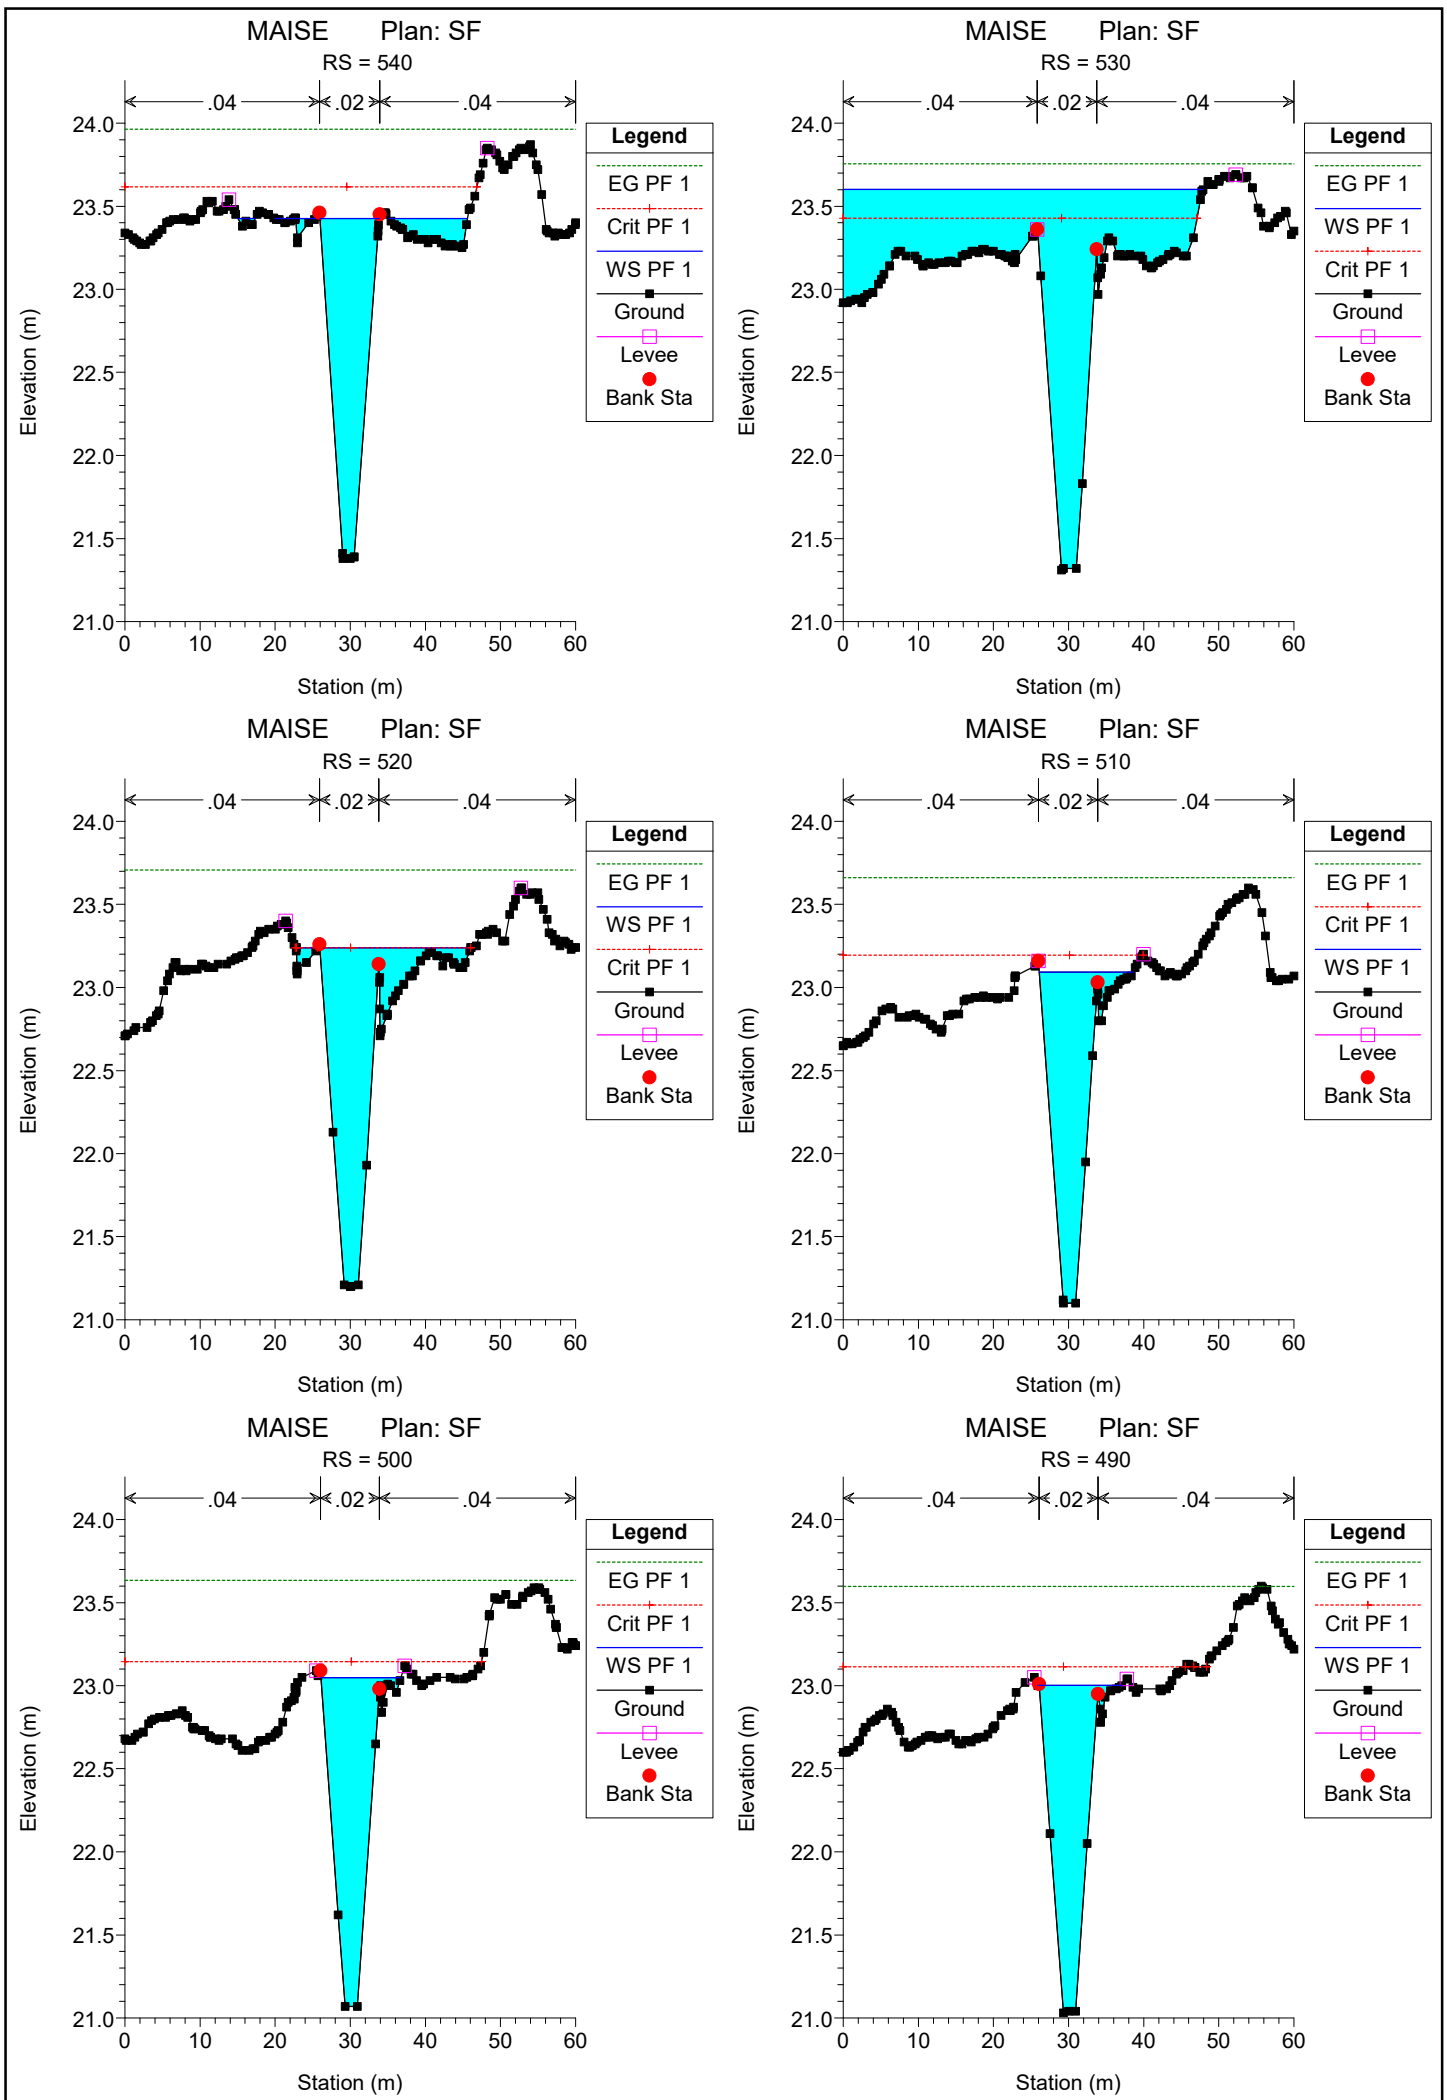 MAISE Plan: SF
RS = 540
.04 .02 .04
24.0
23.5
23.0
22.5
22.0
21.5
21.0
0 10 20 30 40 50 60
Station (m)
Elevation (m)
Legend
EG PF 1
Crit PF 1
WS PF 1
Ground
Levee
Bank Sta
MAISE Plan: SF
RS = 530
.04 .02 .04
24.0
23.5
23.0
22.5
22.0
21.5
21.0
0 10 20 30 40 50 60
Station (m)
Elevation (m)
Legend
EG PF 1
WS PF 1
Crit PF 1
Ground
Levee
Bank Sta
MAISE Plan: SF
RS = 520
.04 .02 .04
24.0
23.5
23.0
22.5
22.0
21.5
21.0
0 10 20 30 40 50 60
Station (m)
Elevation (m)
Legend
EG PF 1
WS PF 1
Crit PF 1
Ground
Levee
Bank Sta
MAISE Plan: SF
RS = 510
.04 .02 .04
24.0
23.5
23.0
22.5
22.0
21.5
21.0
0 10 20 30 40 50 60
Station (m)
Elevation (m)
Legend
EG PF 1
Crit PF 1
WS PF 1
Ground
Levee
Bank Sta
MAISE Plan: SF
RS = 500
.04 .02 .04
24.0
23.5
23.0
22.5
22.0
21.5
21.0
0 10 20 30 40 50 60
Station (m)
Elevation (m)
Legend
EG PF 1
Crit PF 1
WS PF 1
Ground
Levee
Bank Sta
MAISE Plan: SF
RS = 490
.04 .02 .04
24.0
23.5
23.0
22.5
22.0
21.5
21.0
0 10 20 30 40 50 60
Station (m)
Elevation (m)
Legend
EG PF 1
Crit PF 1
WS PF 1
Ground
Levee
Bank Sta